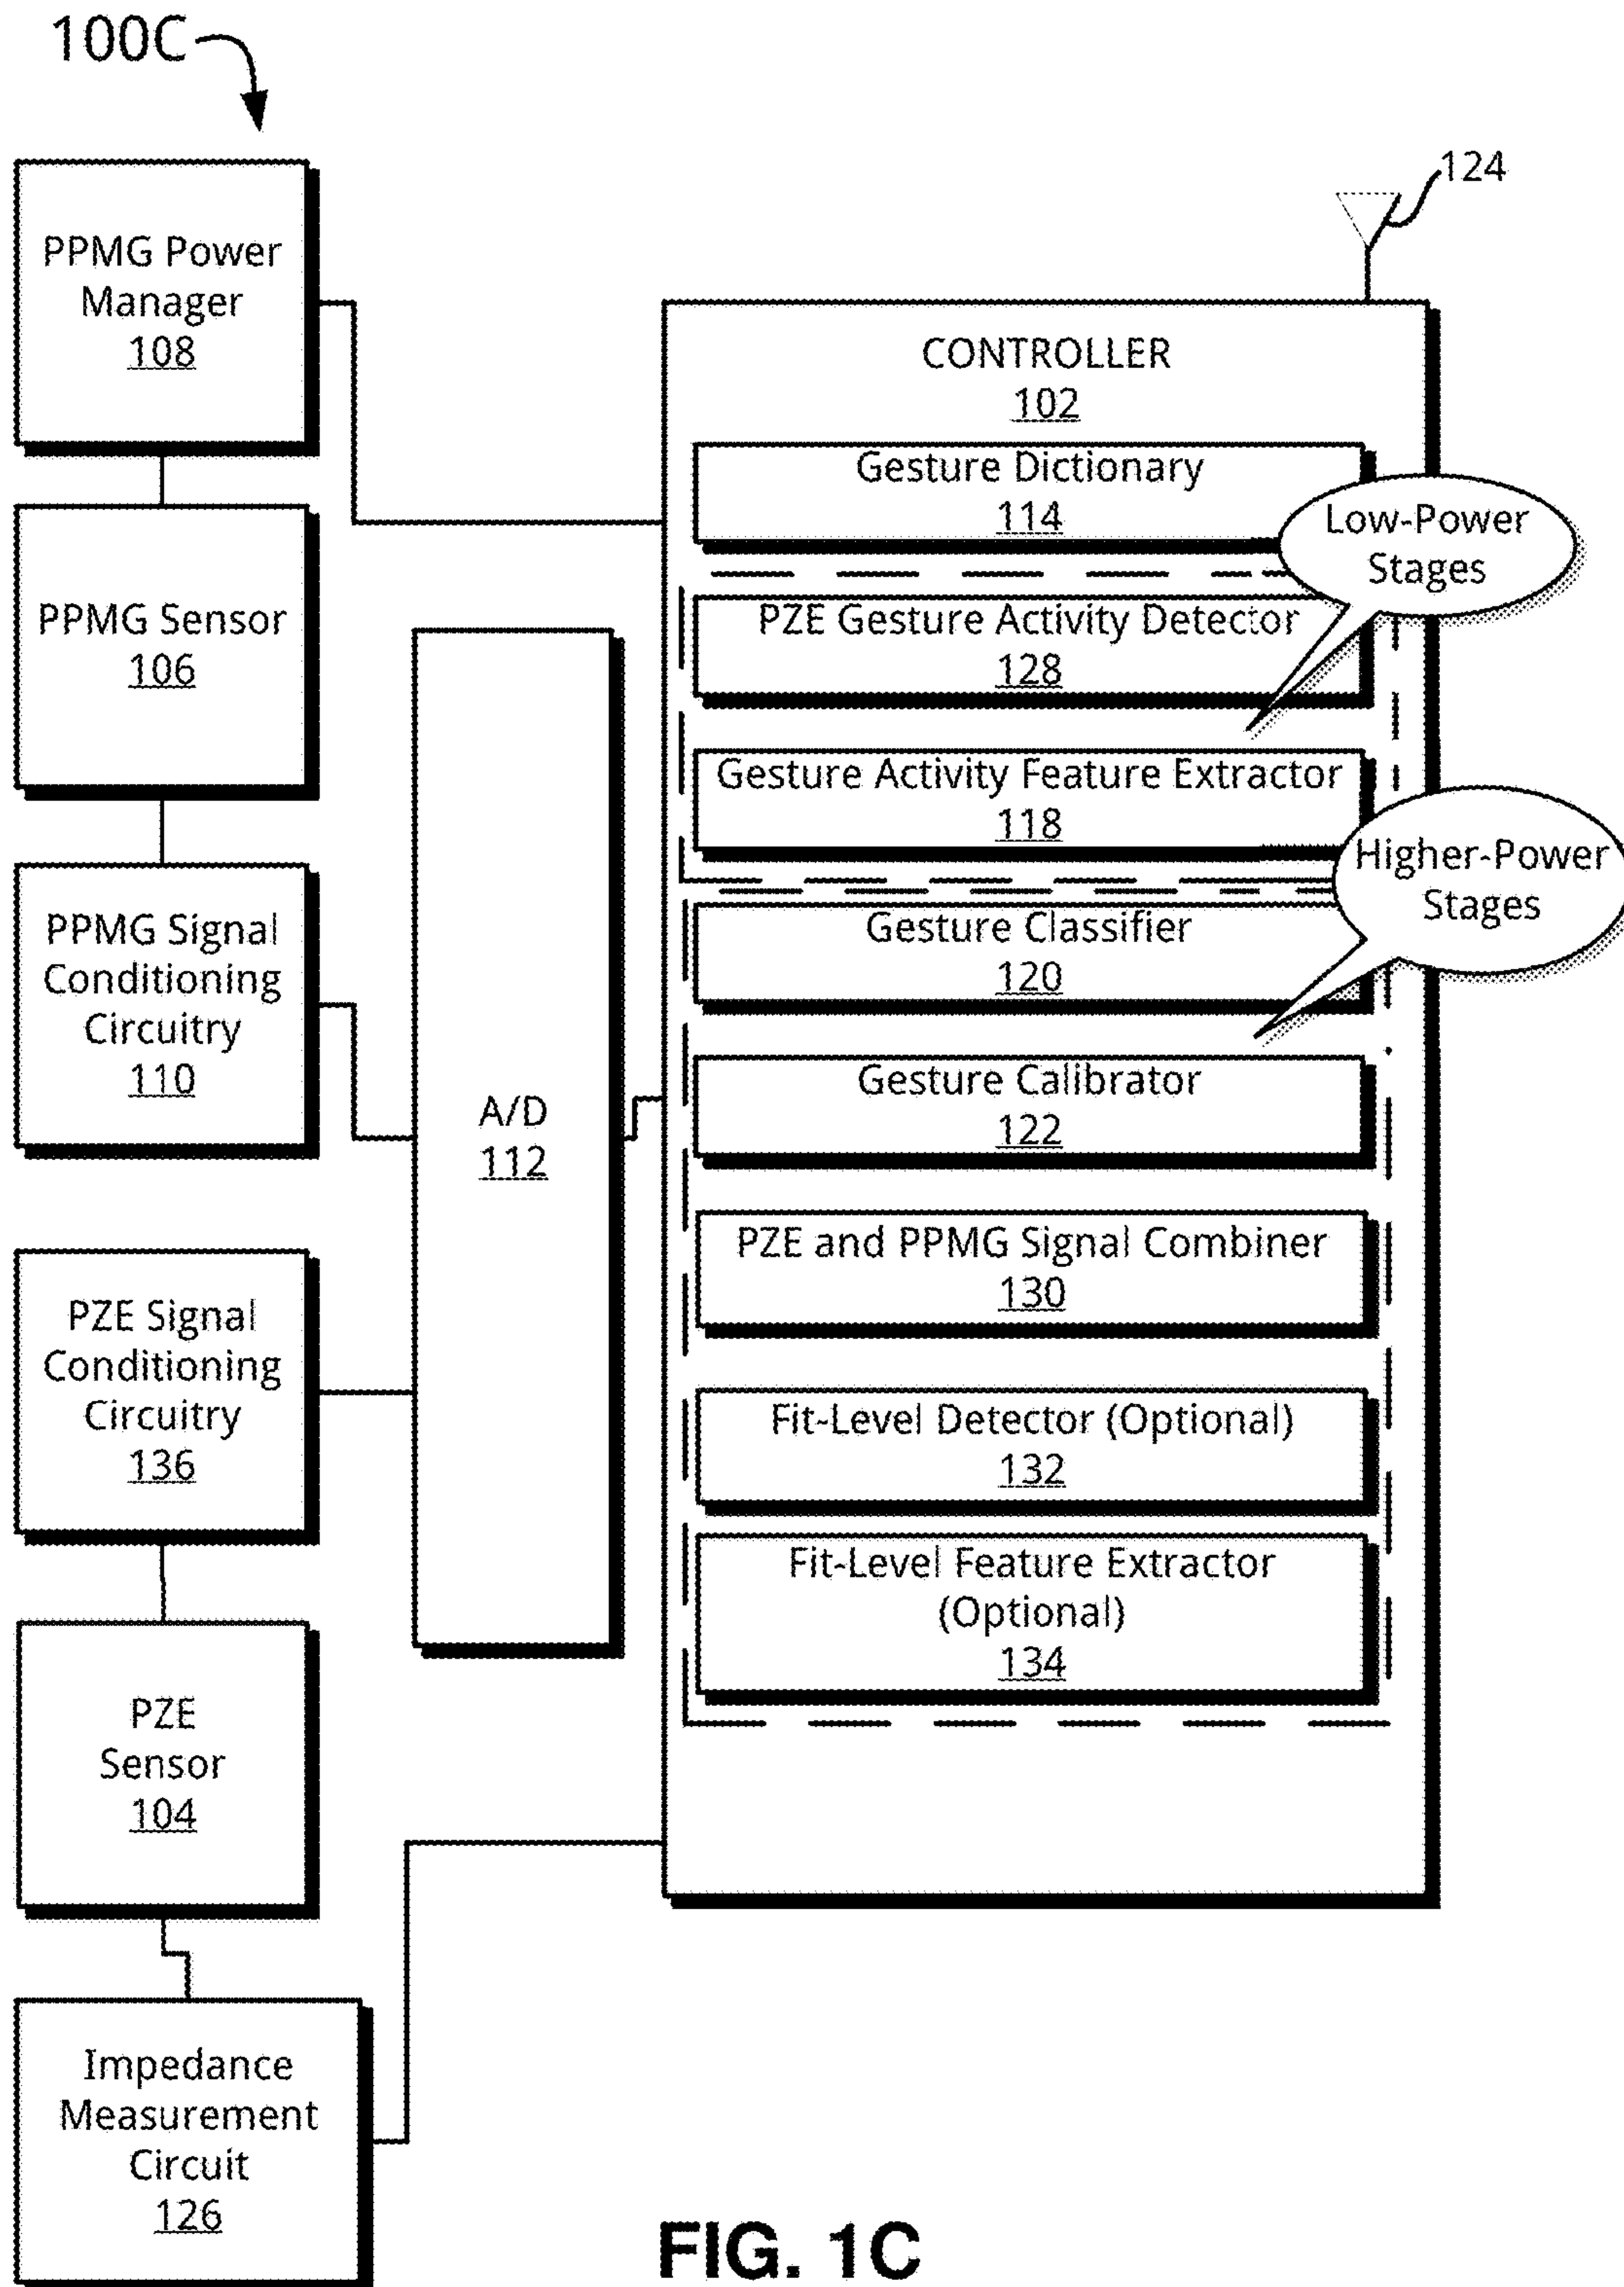 100C
PPMG Power
Manager
108
PPMG Sensor
106
PPMG Signal
Conditioning
Circuitry
110
PZE Signal
Conditioning
Circuitry
136
PZE
Sensor
104
Impedance
Measurement
Circuit
126
A/D
112
124
CONTROLLER
102
Gesture Dictionary
114
Low-Power
Stages
PZE Gesture Activity Detector
128
Gesture Activity Feature Extractor
118
Higher-Power
Stages
Gesture Classifier
120
Gesture Calibrator
122
PZE and PPMG Signal Combiner
130
Fit-Level Detector (Optional)
132
Fit-Level Feature Extractor
(Optional)
134
FIG. 1C